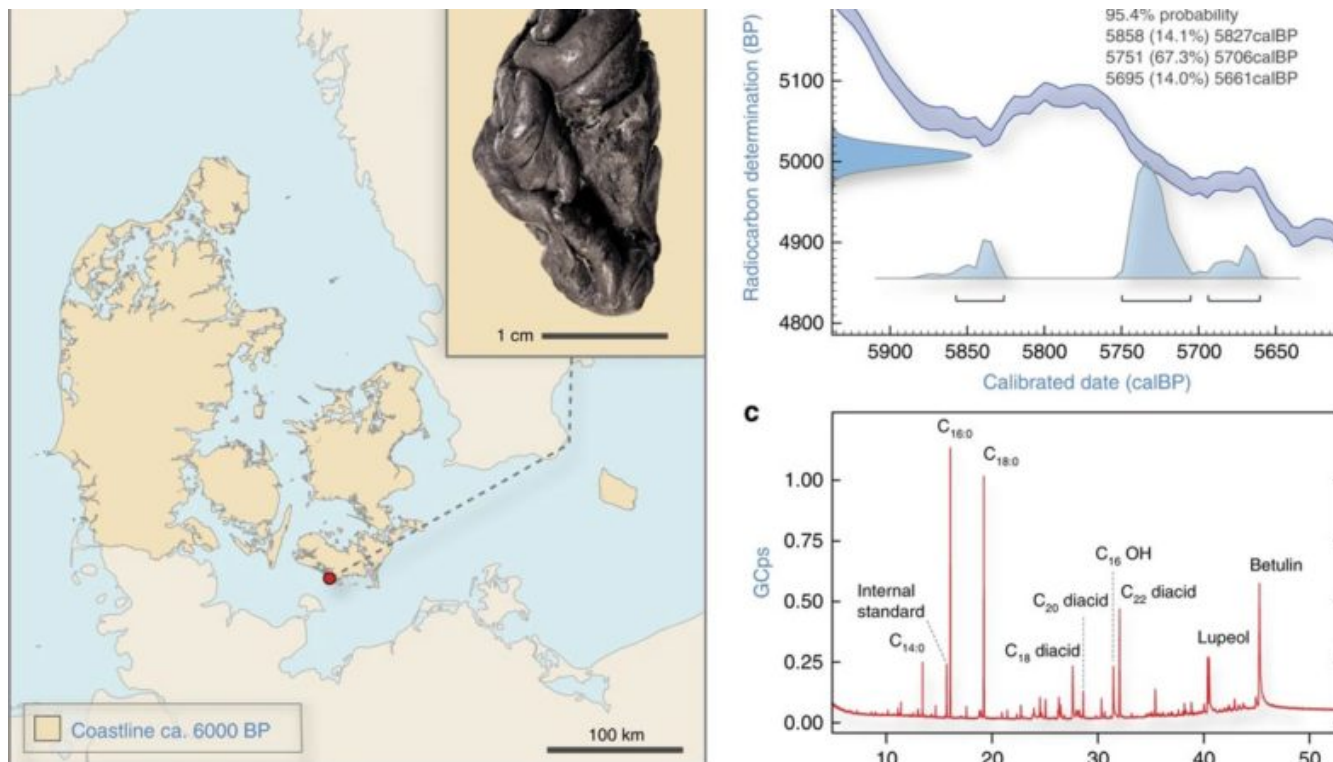 1 cm
Coastline ca. 6000 BP
100 km
95.4% probability
5858 (14.1%) 5827calBP
5751 (67.3%) 5706calBP
5695 (14.0%) 5661calBP
Radiocarbon determination (BP)
5100
5000
4900
4800
5900
5850
5800
5750
5700
5650
Calibrated date (calBP)
c
GCps
1.00
0.75
0.50
0.25
0.00
C16:0
C18:0
Internal
standard
C14:0
C18 diacid
C20 diacid
C16 OH
C22 diacid
Lupeol
Betulin
10
20
30
40
50